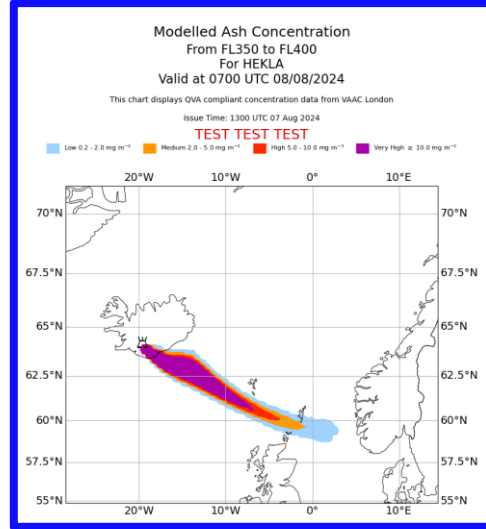 Modelled Ash Concentration
From FL350 to FL400
For HEKLA
Valid at 0700 UTC 08/08/2024
This chart displays QVA compliant concentration data from VAAC London
Issue Time: 1300 UTC 07 Aug 2024
TEST TEST TEST
Low 0.2 - 2.0 mg m⁻³ Medium 2.0 - 5.0 mg m⁻³ High 5.0 - 10.0 mg m⁻³ Very High ≥ 10.0 mg m⁻³
20°W 10°W 0° 10°E
70°N 70°N
67.5°N 67.5°N
65°N 65°N
62.5°N 62.5°N
60°N 60°N
57.5°N 57.5°N
55°N 55°N
20°W 10°W 0° 10°E